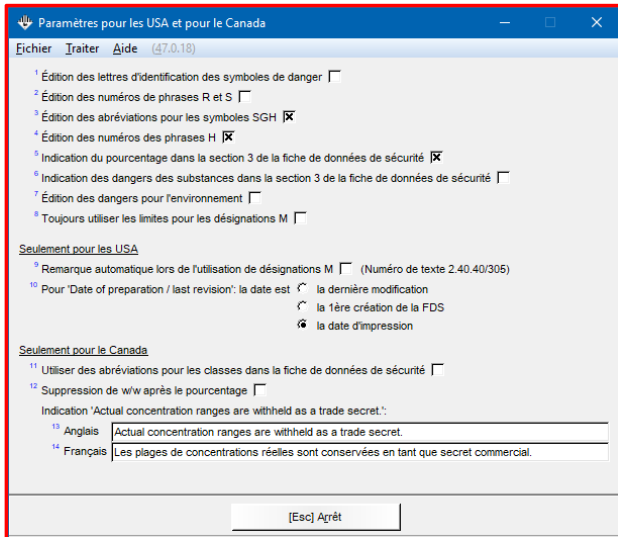 Paramètres pour les USA et pour le Canada
Fichier Traiter Aide (47.0.18)
1 Édition des lettres d'identification des symboles de danger
2 Édition des numéros de phrases R et S
3 Édition des abréviations pour les symboles SGH
4 Édition des numéros des phrases H
5 Indication du pourcentage dans la section 3 de la fiche de données de sécurité
6 Indication des dangers des substances dans la section 3 de la fiche de données de sécurité
7 Édition des dangers pour l'environnement
8 Toujours utiliser les limites pour les désignations M
Seulement pour les USA
9 Remarque automatique lors de l'utilisation de désignations M (Numéro de texte 2.40.40/305)
10 Pour 'Date of preparation / last revision': la date est la dernière modification
la 1ère création de la FDS
la date d'impression
Seulement pour le Canada
11 Utiliser des abréviations pour les classes dans la fiche de données de sécurité
12 Suppression de w/w après le pourcentage
Indication 'Actual concentration ranges are withheld as a trade secret.':
13 Anglais Actual concentration ranges are withheld as a trade secret.
14 Français Les plages de concentrations réelles sont conservées en tant que secret commercial.
[Esc] Arrêt